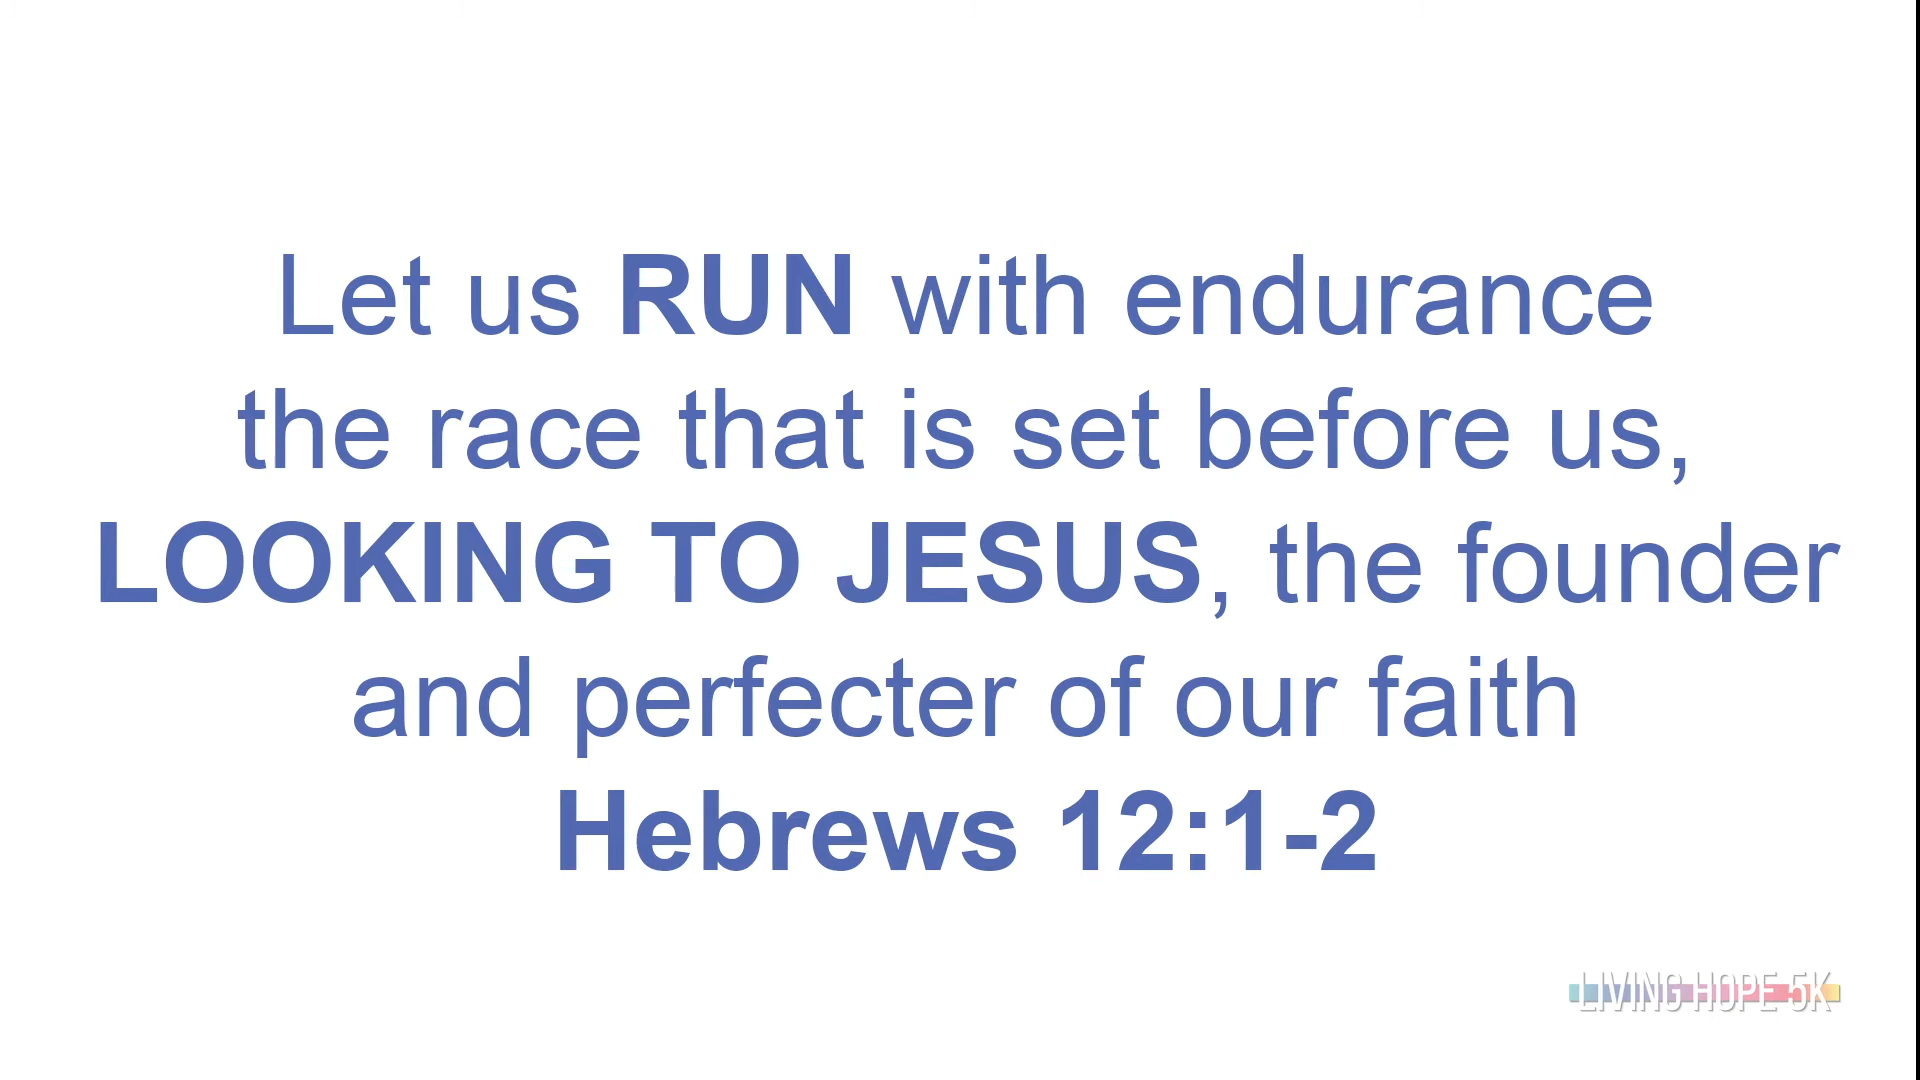 Let us RUN with endurance
the race that is set before us,
LOOKING TO JESUS, the founder
and perfecter of our faith
Hebrews 12:1-2
LIVING HOPE 5K